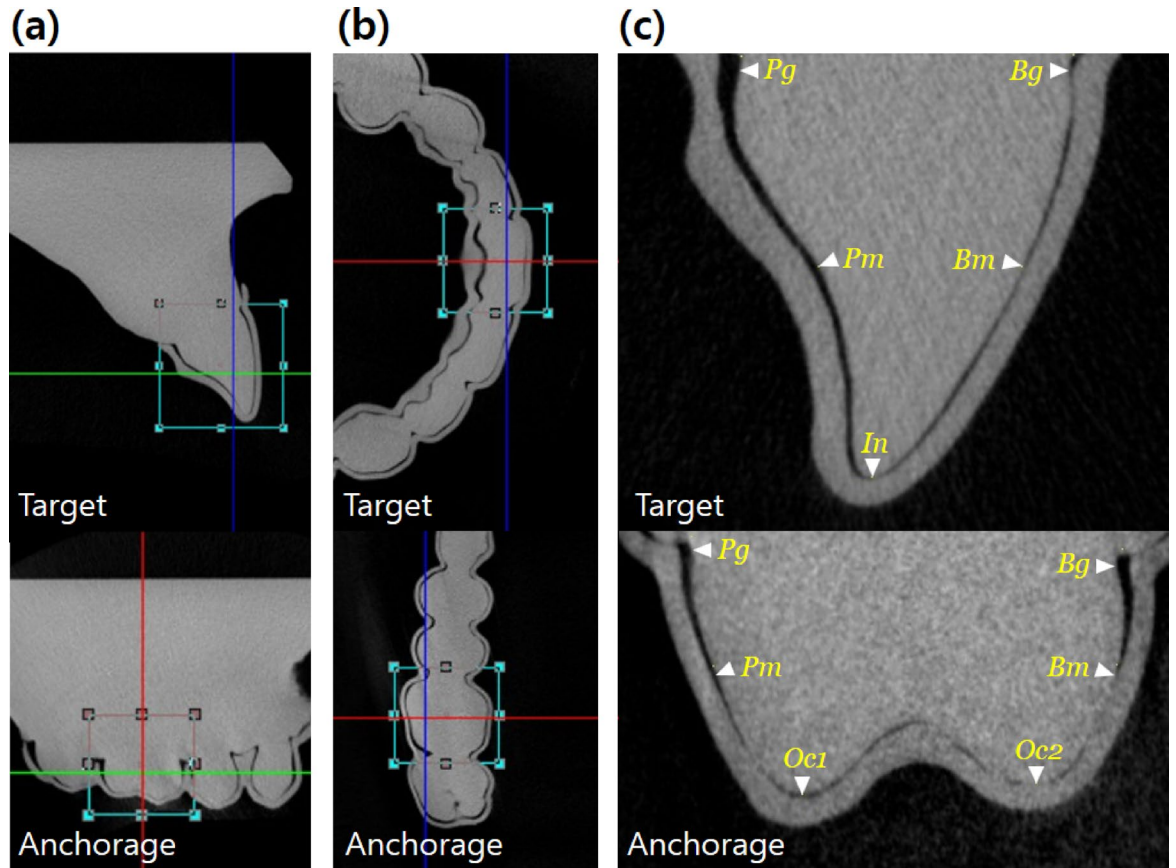 (a)
(b)
(c)
Pg
Bg
Pm
Bm
In
Target
Target
Target
Pg
Bg
Pm
Bm
Oc1
Oc2
Anchorage
Anchorage
Anchorage